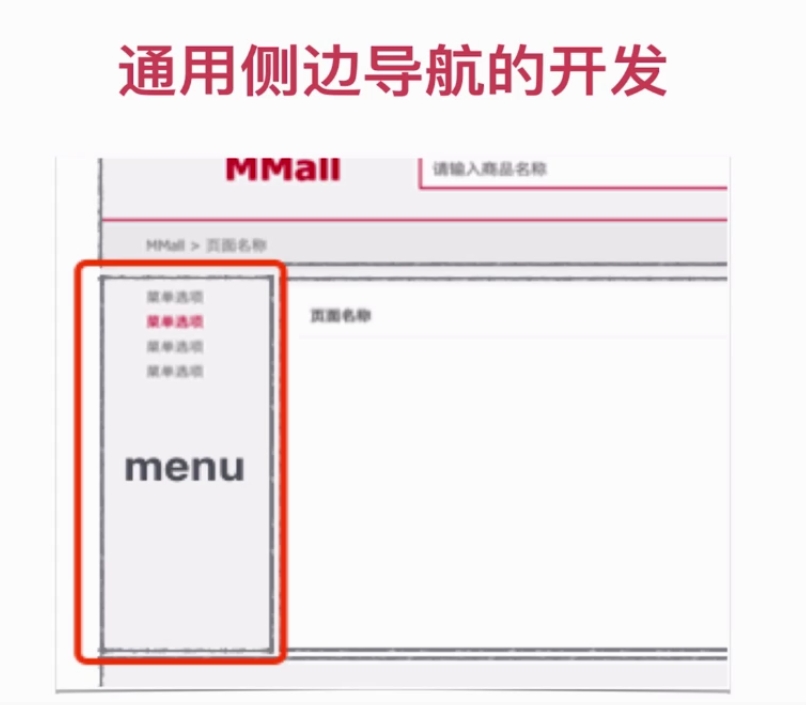 通用侧边导航的开发
MMall
请输入商品名称
MMall > 页面名称
菜单选项
菜单选项
菜单选项
菜单选项
页面名称
menu